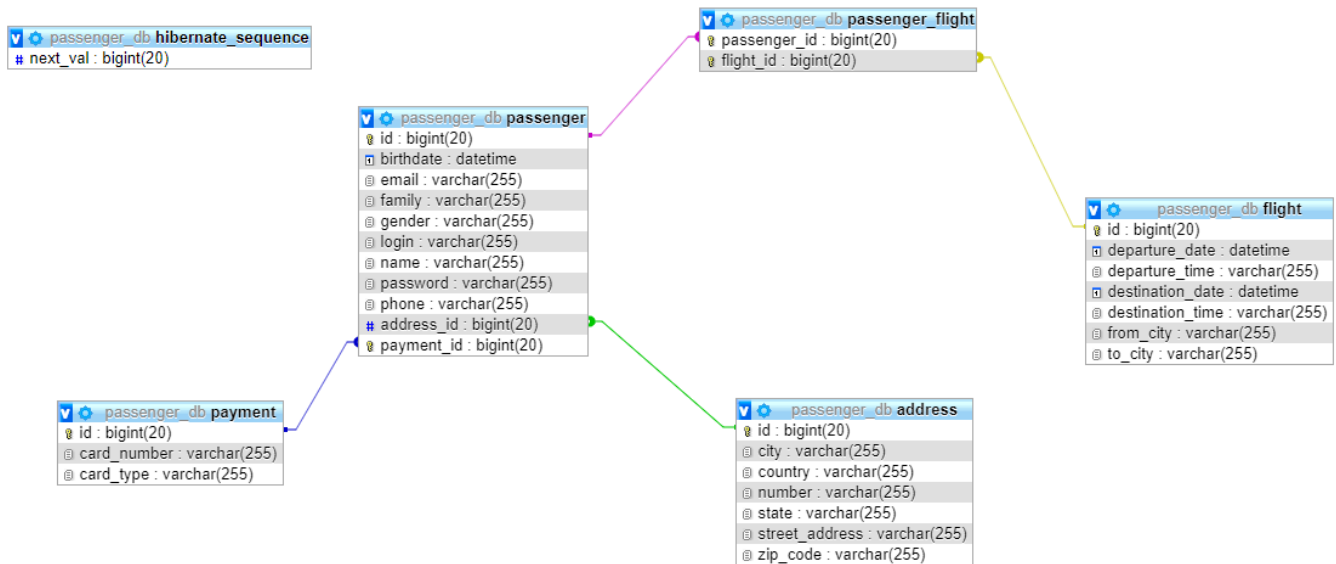 passenger_db hibernate_sequence
# next_val : bigint(20)
passenger_db passenger_flight
passenger_id : bigint(20)
flight_id : bigint(20)
passenger_db passenger
id : bigint(20)
birthdate : datetime
email : varchar(255)
family : varchar(255)
gender : varchar(255)
login : varchar(255)
name : varchar(255)
password : varchar(255)
phone : varchar(255)
# address_id : bigint(20)
payment_id : bigint(20)
passenger_db flight
id : bigint(20)
departure_date : datetime
departure_time : varchar(255)
destination_date : datetime
destination_time : varchar(255)
from_city : varchar(255)
to_city : varchar(255)
passenger_db payment
id : bigint(20)
card_number : varchar(255)
card_type : varchar(255)
passenger_db address
id : bigint(20)
city : varchar(255)
country : varchar(255)
number : varchar(255)
state : varchar(255)
street_address : varchar(255)
zip_code : varchar(255)